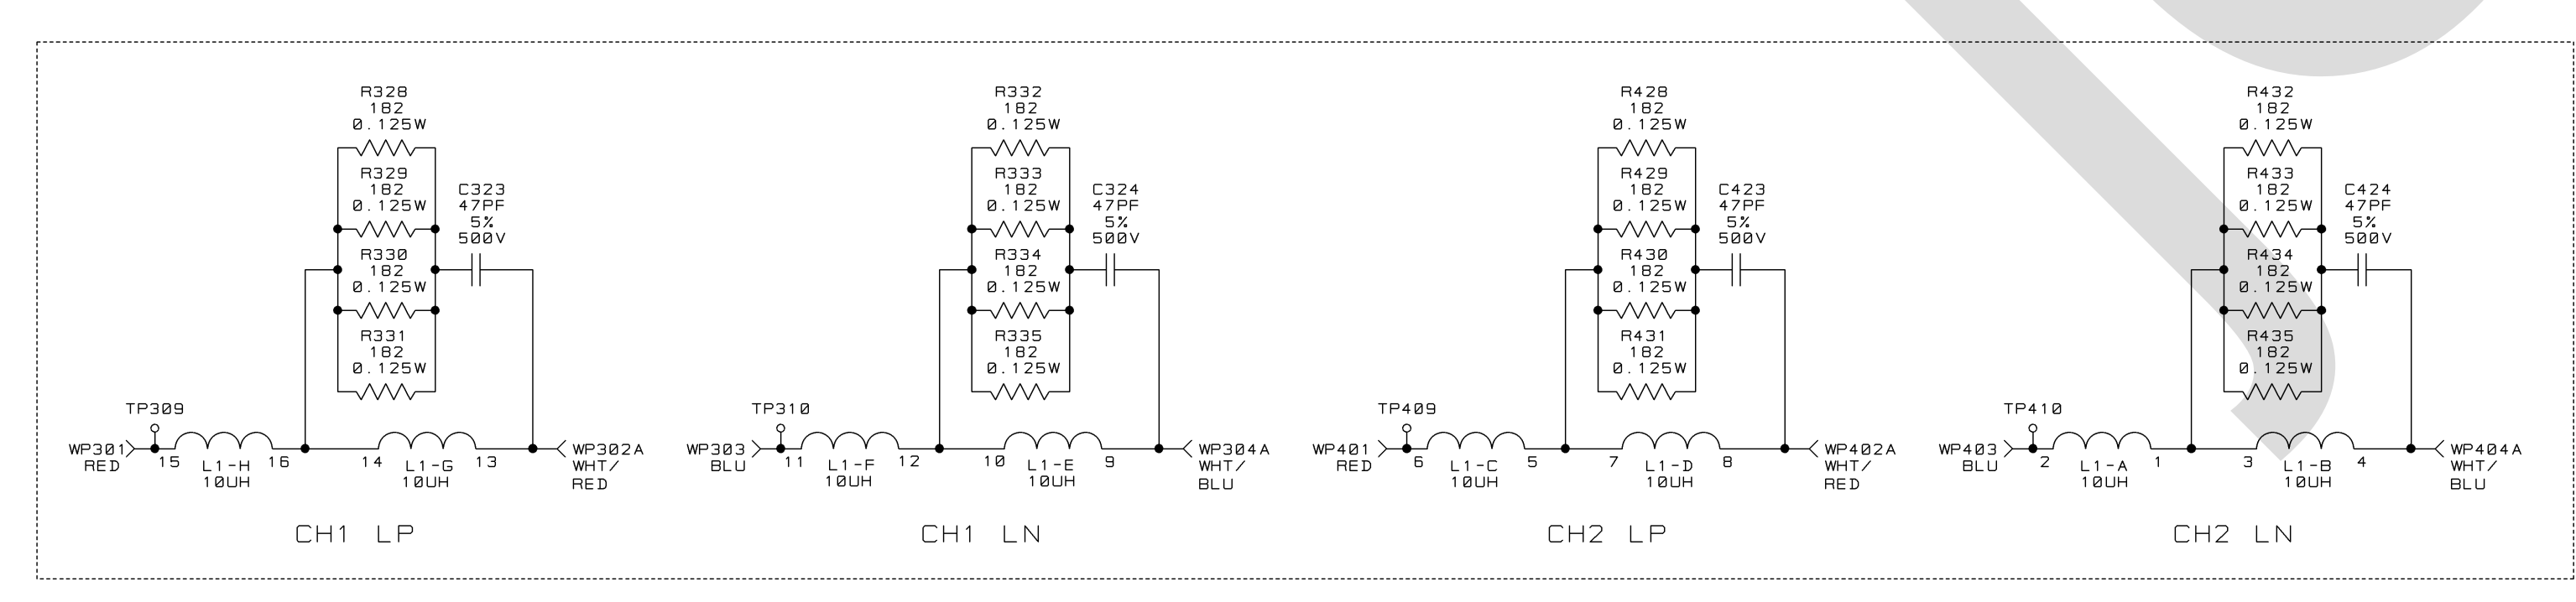 R328
182
0.125W
R329
182
0.125W
C323
47PF
5%
500V
R330
182
0.125W
R331
182
0.125W
TP309
WP301
RED
15
L1-H
10UH
16
14
L1-G
10UH
13
WP302A
WHT/
RED
CH1 LP
R332
182
0.125W
R333
182
0.125W
C324
47PF
5%
500V
R334
182
0.125W
R335
182
0.125W
TP310
WP303
BLU
11
L1-F
10UH
12
10
L1-E
10UH
9
WP304A
WHT/
BLU
CH1 LN
R428
182
0.125W
R429
182
0.125W
C423
47PF
5%
500V
R430
182
0.125W
R431
182
0.125W
TP409
WP401
RED
6
L1-C
10UH
5
7
L1-D
10UH
8
WP402A
WHT/
RED
CH2 LP
R432
182
0.125W
R433
182
0.125W
C424
47PF
5%
500V
R434
182
0.125W
R435
182
0.125W
TP410
WP403
BLU
2
L1-A
10UH
1
3
L1-B
10UH
4
WP404A
WHT/
BLU
CH2 LN